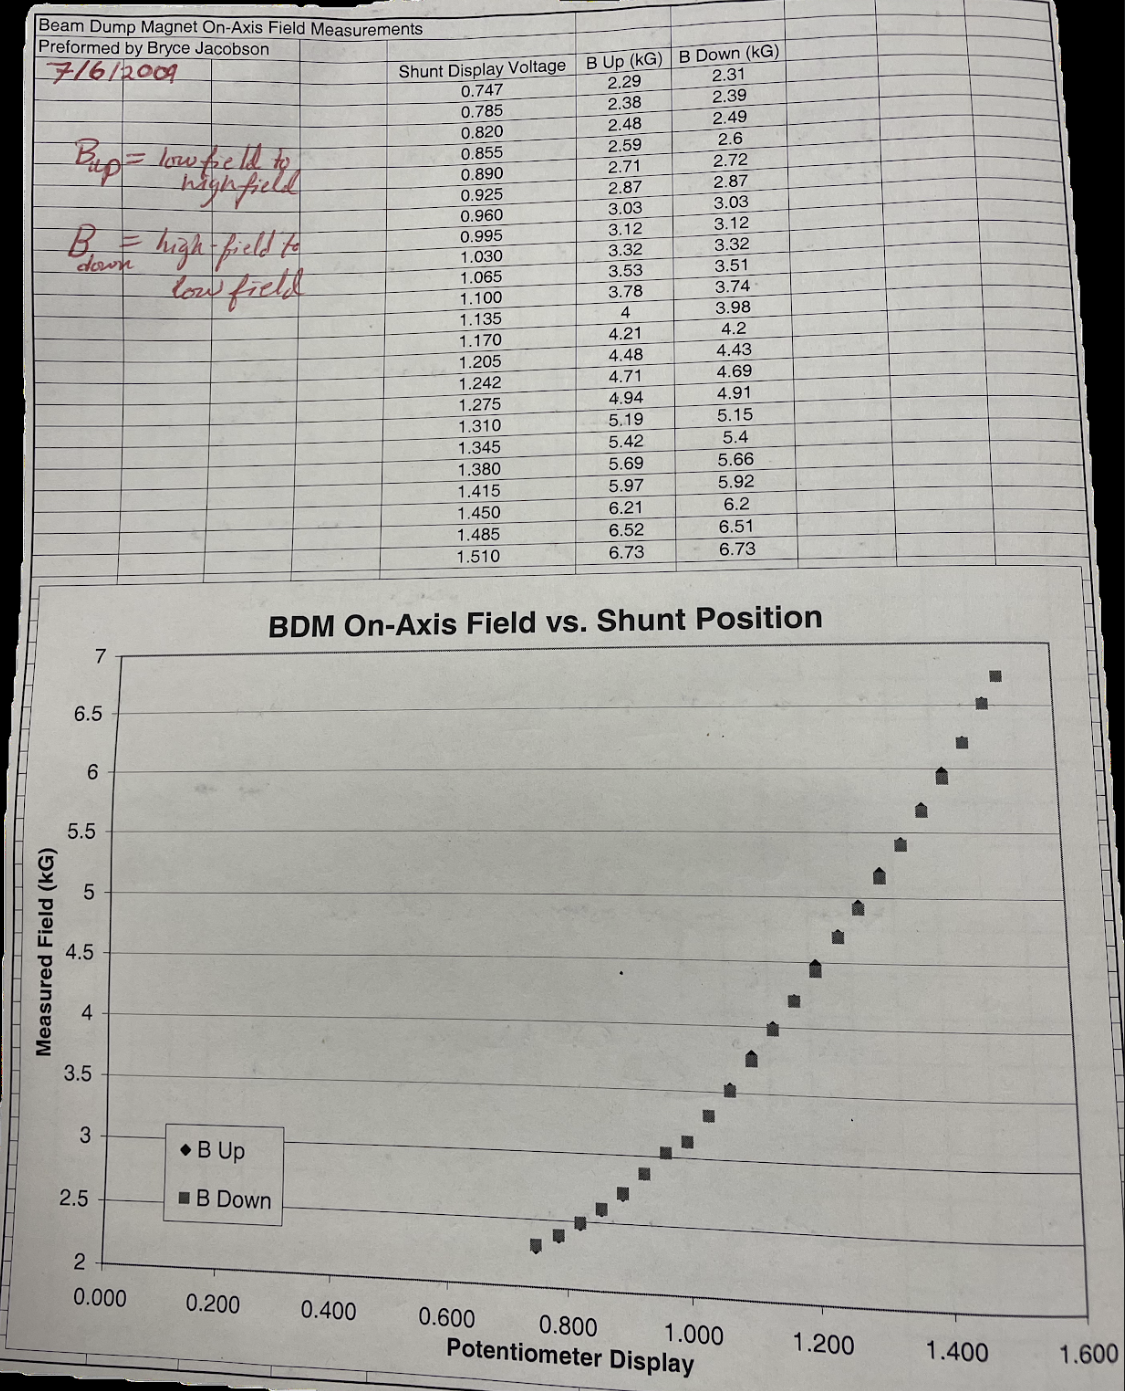 Beam Dump Magnet On-Axis Field Measurements
Preformed by Bryce Jacobson
7/6/2009
Shunt Display Voltage B Up (kG) B Down (kG)
0.747 2.29 2.31
0.785 2.38 2.39
0.820 2.48 2.49
0.855 2.59 2.6
0.890 2.71 2.72
0.925 2.87 2.87
0.960 3.03 3.03
0.995 3.12 3.12
1.030 3.32 3.32
1.065 3.53 3.51
1.100 3.78 3.74
1.135 4 3.98
1.170 4.21 4.2
1.205 4.48 4.43
1.242 4.71 4.69
1.275 4.94 4.91
1.310 5.19 5.15
1.345 5.42 5.4
1.380 5.69 5.66
1.415 5.97 5.92
1.450 6.21 6.2
1.485 6.52 6.51
1.510 6.73 6.73
Bup = low field to
high field
B down = high-field to
low field
BDM On-Axis Field vs. Shunt Position
Measured Field (kG)
7
6.5
6
5.5
5
4.5
4
3.5
3
2.5
2
B Up
B Down
0.000 0.200 0.400 0.600 0.800 1.000 1.200 1.400 1.600
Potentiometer Display